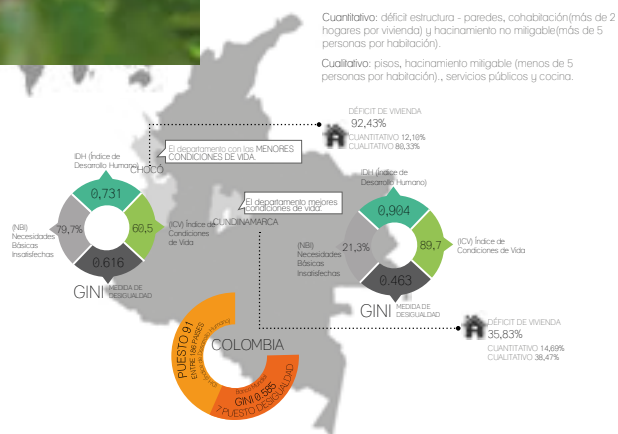 Cuantitativo: déficit estructura - paredes, cohabitación(más de 2
hogares por vivienda) y hacinamiento no mitigable(más de 5
personas por habitación).
Cualitativo: pisos, hacinamiento mitigable (menos de 5
personas por habitación)., servicios públicos y cocina.
DÉFICIT DE VIVIENDA
92,43%
CUANTITATIVO 12,10%
CUALITATIVO 80,33%
El departamento con las MENORES
CONDICIONES DE VIDA.
CHOCÓ
IDH (Índice de
Desarrollo Humano)
0,731
(NBI)
Necesidades
Básicas
Insatisfechas
79,7%
60,5
(ICV) Índice de
Condiciones
de Vida
0.616
GINI MEDIDA DE
DESIGUALDAD
El departamento mejores
condiciones de vida.
CUNDINAMARCA
IDH (Índice de
Desarrollo Humano)
0,904
(NBI)
Necesidades
Básicas
Insatisfechas
21,3%
89,7
(ICV) Índice de
Condiciones de Vida
0.463
GINI MEDIDA DE
DESIGUALDAD
DÉFICIT DE VIVIENDA
35,83%
CUANTITATIVO 14,69%
CUALITATIVO 38,47%
COLOMBIA
PUESTO 91
ENTRE 186 PAISES
Banco Mundial
GINI 0.585
7 PUESTO DESIGUALDAD